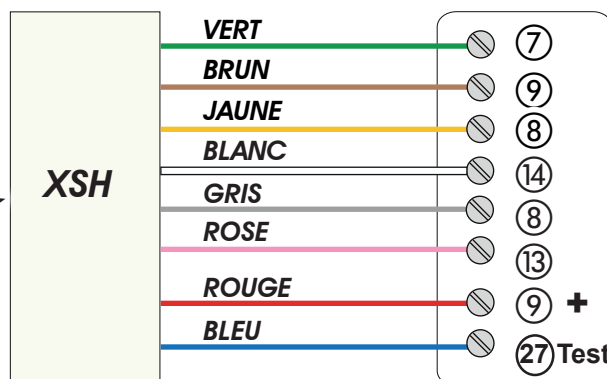 VERT ⑦
BRUN ⑨
JAUNE ⑧
BLANC ⑭
XSH
GRIS ⑧
ROSE ⑬
ROUGE ⑨ +
BLEU ㉗ Test